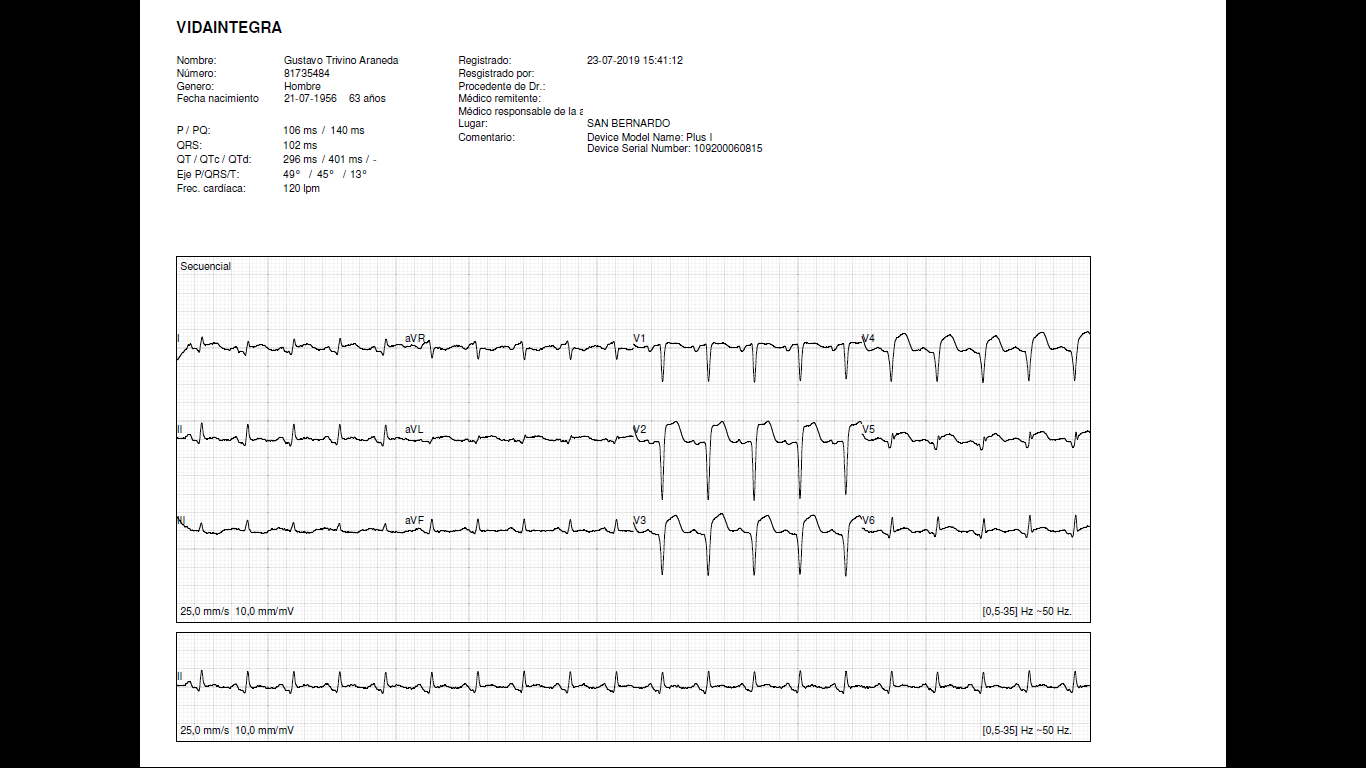 VIDAINTEGRA
Nombre: Gustavo Trivino Araneda
Número: 81735484
Genero: Hombre
Fecha nacimiento 21-07-1956 63 años
P / PQ: 106 ms / 140 ms
QRS: 102 ms
QT / QTc / QTd: 296 ms / 401 ms / -
Eje P/QRS/T: 49° / 45° / 13°
Frec. cardíaca: 120 lpm
Registrado: 23-07-2019 15:41:12
Resgistrado por:
Procedente de Dr.:
Médico remitente:
Médico responsable de la a
Lugar: SAN BERNARDO
Comentario: Device Model Name: Plus I
Device Serial Number: 109200060815
Secuencial
I aVR V1 V4
II aVL V2 V5
III aVF V3 V6
25,0 mm/s 10,0 mm/mV [0,5-35] Hz ~50 Hz.
II
25,0 mm/s 10,0 mm/mV [0,5-35] Hz ~50 Hz.